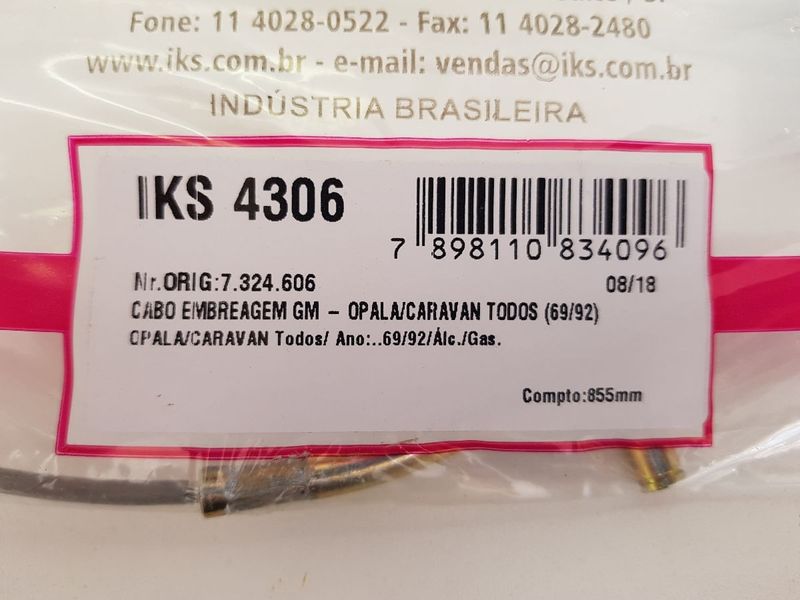 Fone: 11 4028-0522 - Fax: 11 4028-2480
www.iks.com.br - e-mail: vendas@iks.com.br
INDÚSTRIA BRASILEIRA
IKS 4306
7 898110 834096
Nr.ORIG:7.324.606 08/18
CABO EMBREAGEM GM - OPALA/CARAVAN TODOS (69/92)
OPALA/CARAVAN Todos/ Ano:..69/92/Álc./Gas.
Compto:855mm